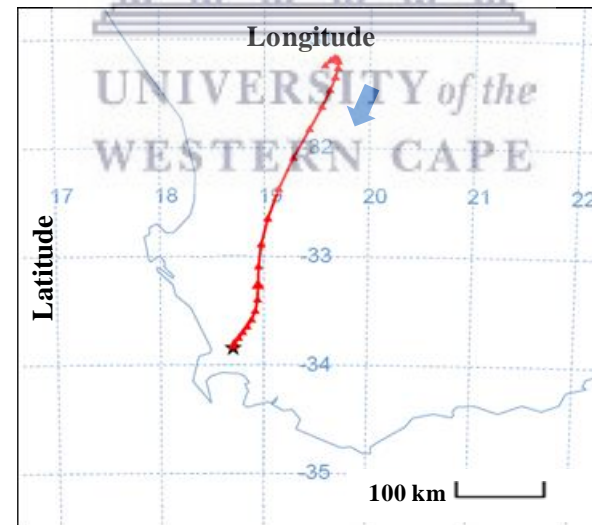 Longitude
UNIVERSITY of the
WESTERN CAPE
-32
17 18 19 20 21 22
Latitude
-33
-34
-35
100 km